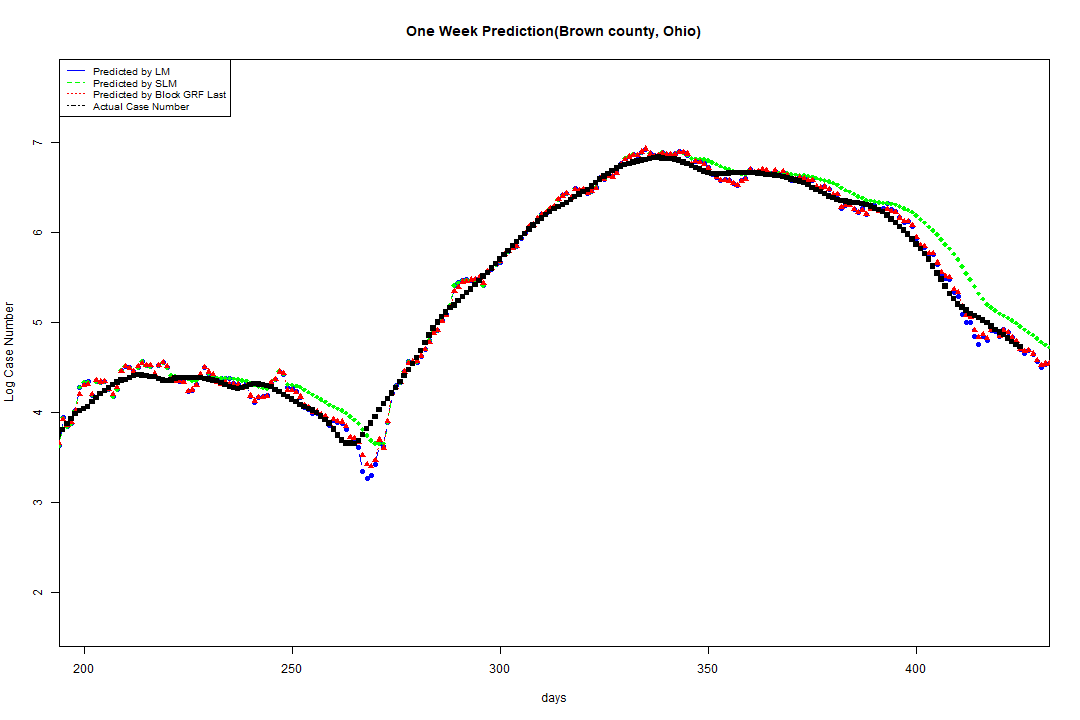 One Week Prediction(Brown county, Ohio)
Predicted by LM
Predicted by SLM
Predicted by Block GRF Last
Actual Case Number
7
6
5
4
3
2
Log Case Number
200 250 300 350 400
days